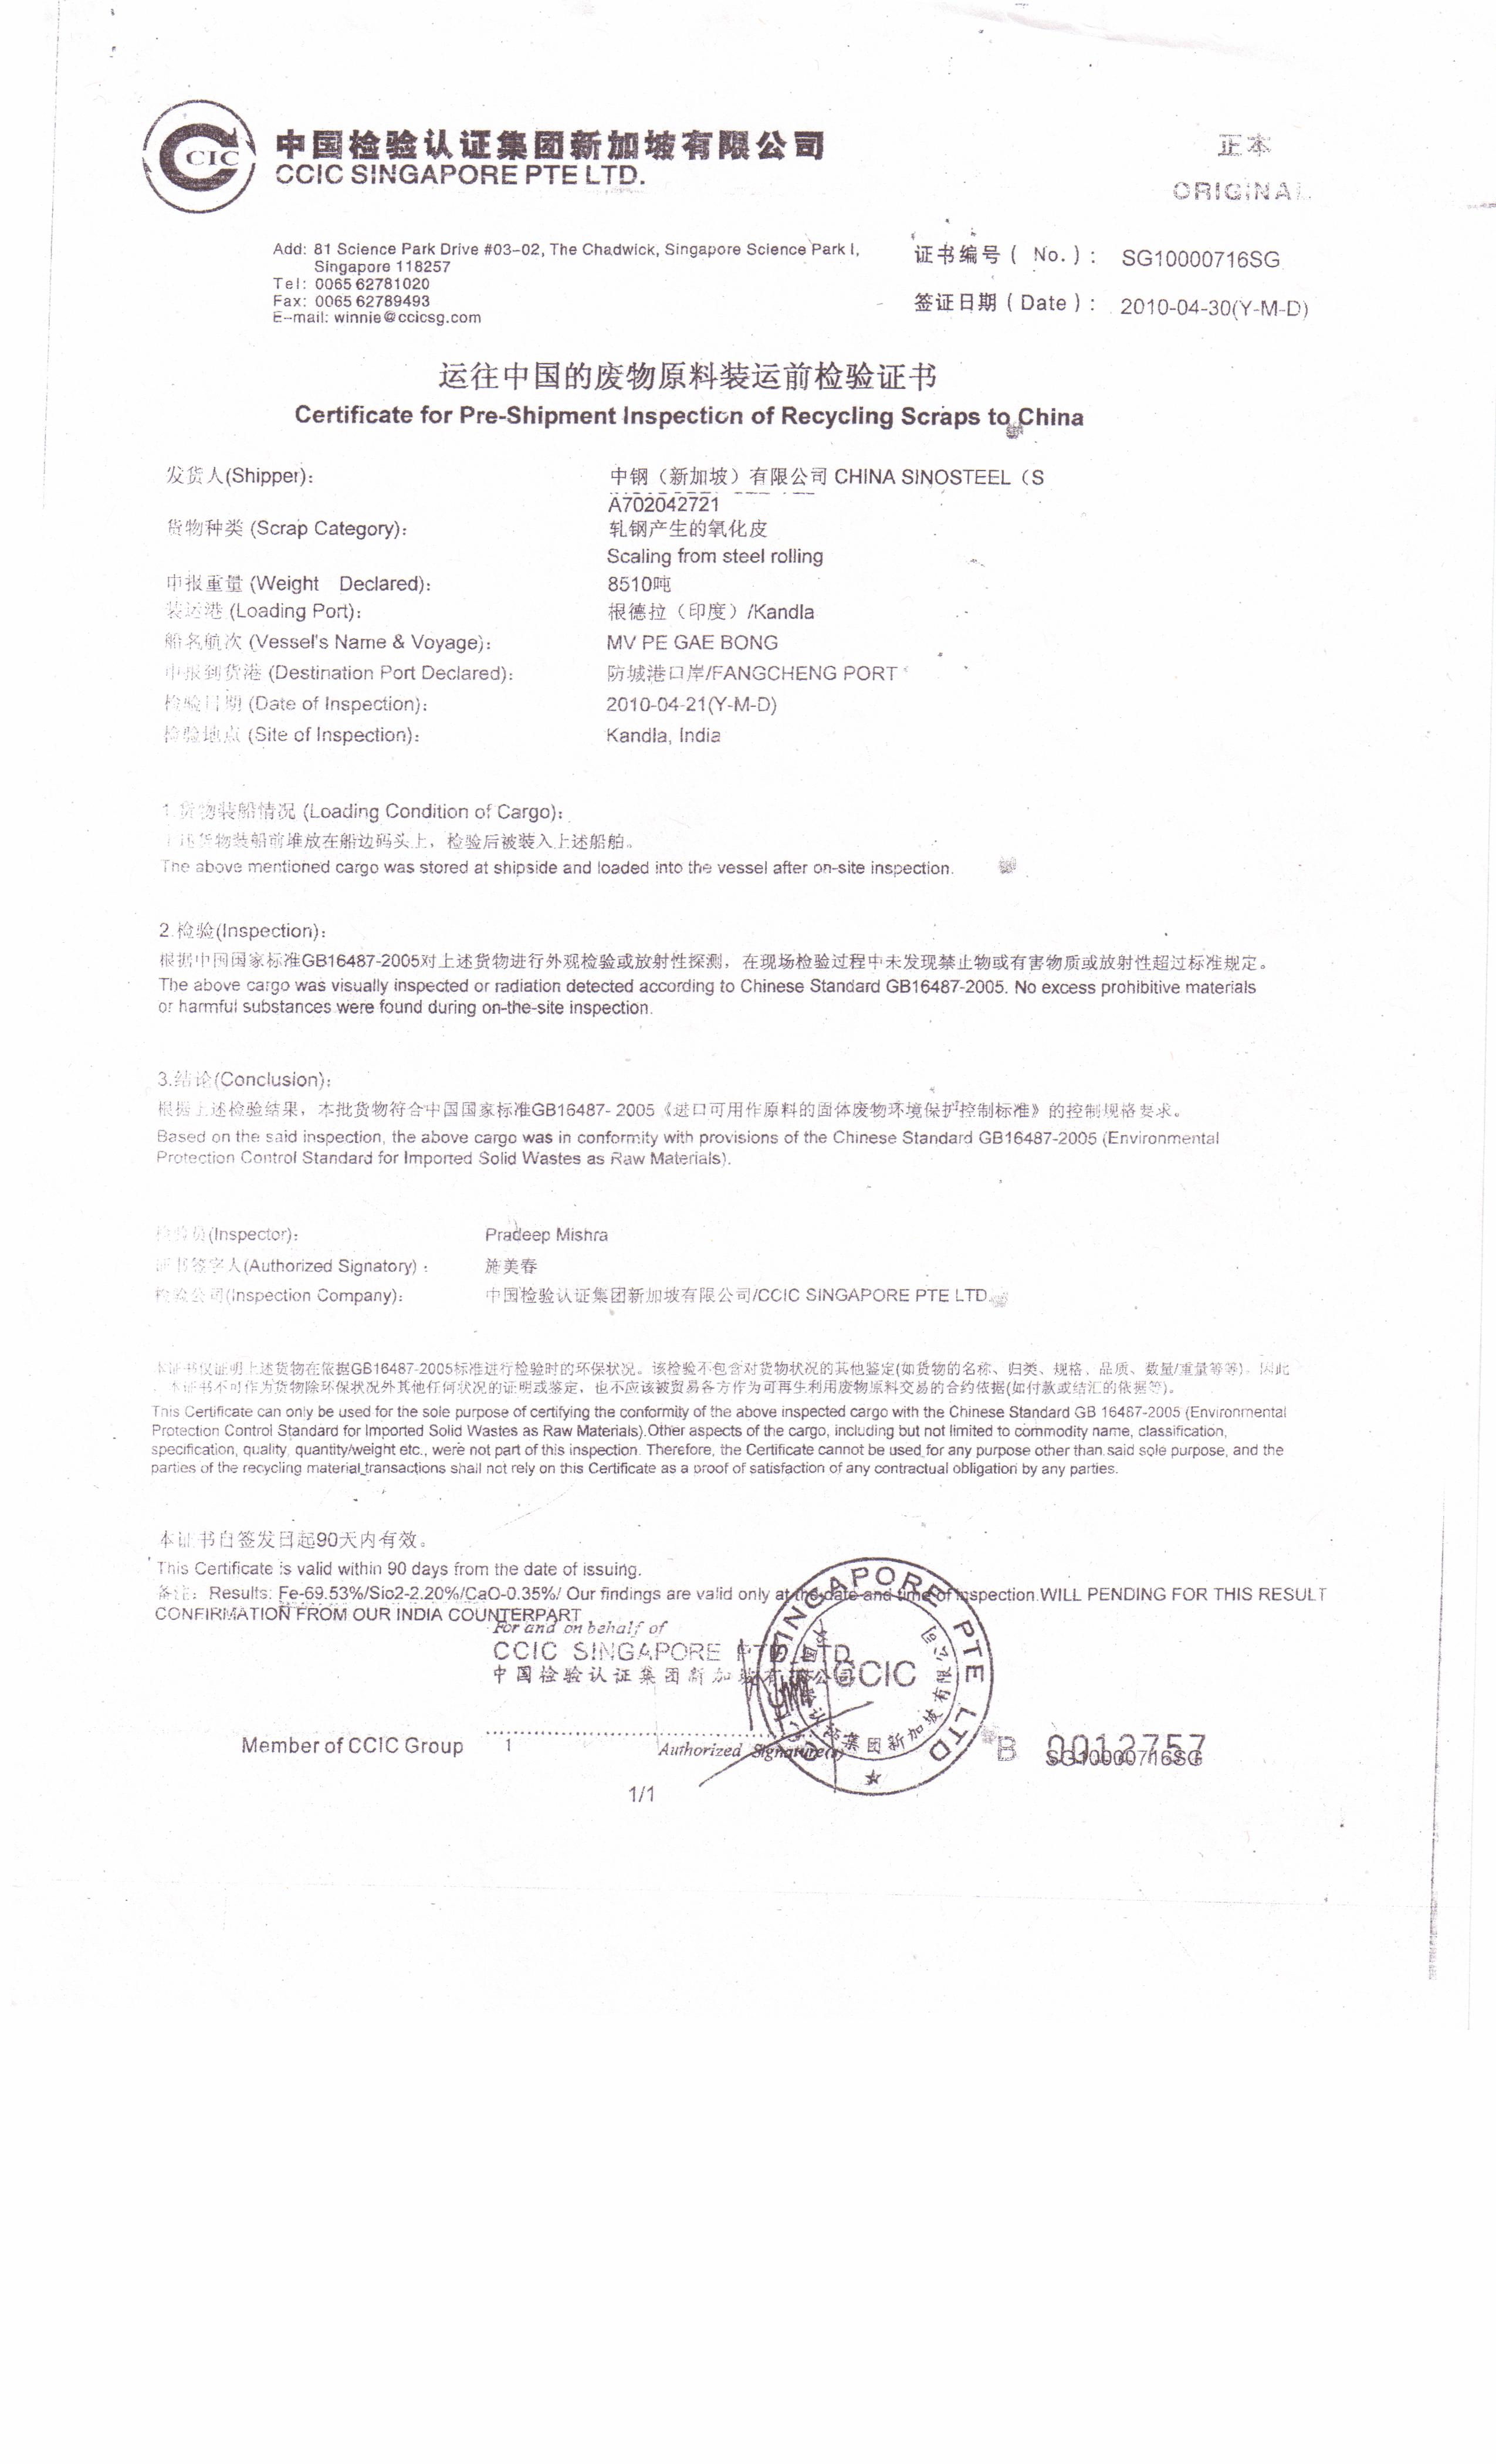 CIC
中国检验认证集团新加坡有限公司
CCIC SINGAPORE PTE LTD.
正本
ORIGINAL
Add: 81 Science Park Drive #03-02, The Chadwick, Singapore Science Park I,
Singapore 118257
Tel: 0065 62781020
Fax: 0065 62789493
E-mail: winnie@ccicsg.com
证书编号 ( No. ): SG10000716SG
签证日期 ( Date ): 2010-04-30(Y-M-D)
运往中国的废物原料装运前检验证书
Certificate for Pre-Shipment Inspection of Recycling Scraps to China
发货人(Shipper): 中钢（新加坡）有限公司 CHINA SINOSTEEL（S
A702042721
货物种类 (Scrap Category): 轧钢产生的氧化皮
Scaling from steel rolling
申报重量 (Weight Declared): 8510吨
装运港 (Loading Port): 根德拉（印度）/Kandla
船名航次 (Vessel's Name & Voyage): MV PE GAE BONG
申报到货港 (Destination Port Declared): 防城港口岸/FANGCHENG PORT
检验日期 (Date of Inspection): 2010-04-21(Y-M-D)
检验地点 (Site of Inspection): Kandla, India
1.货物装船情况 (Loading Condition of Cargo):
上述货物装船前堆放在船边码头上，检验后被装入上述船舶。
The above mentioned cargo was stored at shipside and loaded into the vessel after on-site inspection.
2.检验(Inspection):
根据中国国家标准GB16487-2005对上述货物进行外观检验或放射性探测，在现场检验过程中未发现禁止物或有害物质或放射性超过标准规定。
The above cargo was visually inspected or radiation detected according to Chinese Standard GB16487-2005. No excess prohibitive materials
or harmful substances were found during on-the-site inspection.
3.结论(Conclusion):
根据上述检验结果，本批货物符合中国国家标准GB16487- 2005《进口可用作原料的固体废物环境保护控制标准》的控制规格要求。
Based on the said inspection, the above cargo was in conformity with provisions of the Chinese Standard GB16487-2005 (Environmental
Protection Control Standard for Imported Solid Wastes as Raw Materials).
检验员(Inspector): Pradeep Mishra
证书签字人(Authorized Signatory) : 施美春
检验公司(Inspection Company): 中国检验认证集团新加坡有限公司/CCIC SINGAPORE PTE LTD.
本证书仅证明上述货物在依据GB16487-2005标准进行检验时的环保状况。该检验不包含对货物状况的其他鉴定(如货物的名称、归类、规格、品质、数量/重量等等)。因此
，本证书不可作为货物除环保状况外其他任何状况的证明或鉴定，也不应该被贸易各方作为可再生利用废物原料交易的合约依据(如付款或结汇的依据等)。
This Certificate can only be used for the sole purpose of certifying the conformity of the above inspected cargo with the Chinese Standard GB 16487-2005 (Environmental
Protection Control Standard for Imported Solid Wastes as Raw Materials).Other aspects of the cargo, including but not limited to commodity name, classification,
specification, quality, quantity/weight etc., were not part of this inspection. Therefore, the Certificate cannot be used for any purpose other than said sole purpose, and the
parties of the recycling material transactions shall not rely on this Certificate as a proof of satisfaction of any contractual obligation by any parties.
本证书自签发日起90天内有效。
This Certificate is valid within 90 days from the date of issuing.
备注: Results: Fe-69.53%/Sio2-2.20%/CaO-0.35%/ Our findings are valid only at the date and time of inspection.WILL PENDING FOR THIS RESULT
CONFIRMATION FROM OUR INDIA COUNTERPART
For and on behalf of
CCIC SINGAPORE PTE LTD
中国检验认证集团新加坡有限公司
CCIC SINGAPORE PTE LTD
中国检验认证集团新加坡有限公司
CCIC
Member of CCIC Group 1 Authorized Signature(s) B 0012757
SG10000716SG
1/1